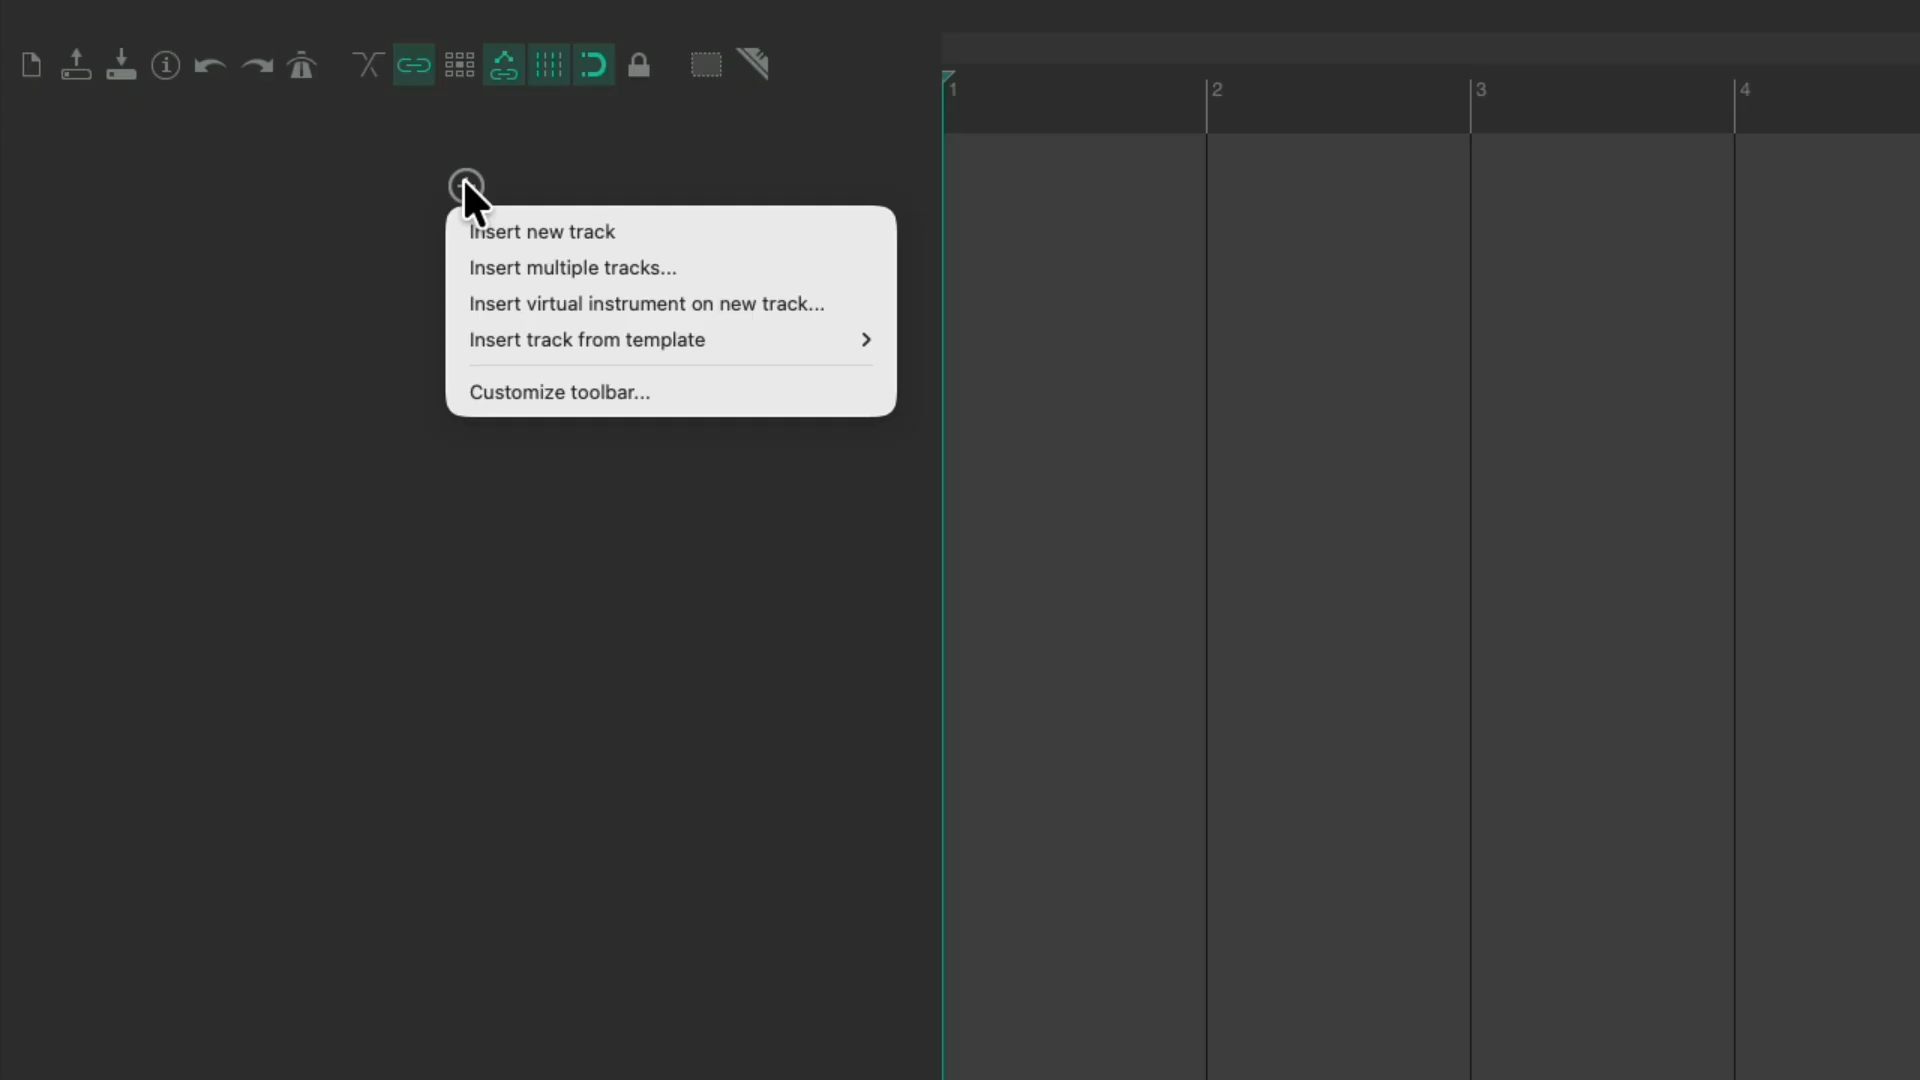 1
2
3
4
Insert new track
Insert multiple tracks...
Insert virtual instrument on new track...
Insert track from template
Customize toolbar...